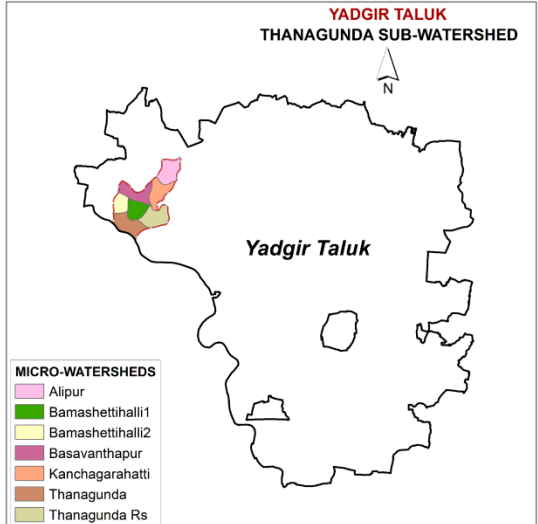 YADGIR TALUK
THANAGUNDA SUB-WATERSHED
N
Yadgir Taluk
MICRO-WATERSHEDS
Alipur
Bamashettihalli1
Bamashettihalli2
Basavanthapur
Kanchagarahatti
Thanagunda
Thanagunda Rs